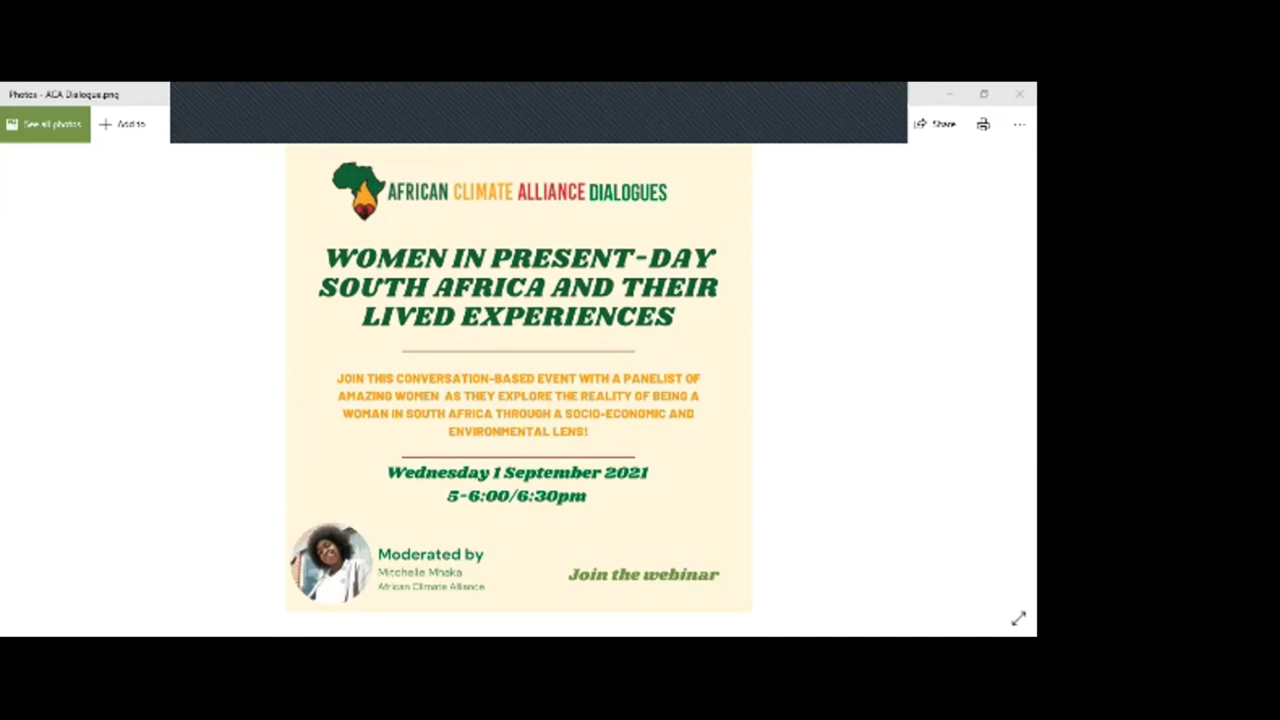 Photos - ACA Dialogue.png
See all photos
Add to
Share
AFRICAN CLIMATE ALLIANCE DIALOGUES
WOMEN IN PRESENT-DAY
SOUTH AFRICA AND THEIR
LIVED EXPERIENCES
JOIN THIS CONVERSATION-BASED EVENT WITH A PANELIST OF
AMAZING WOMEN AS THEY EXPLORE THE REALITY OF BEING A
WOMAN IN SOUTH AFRICA THROUGH A SOCIO-ECONOMIC AND
ENVIRONMENTAL LENS!
Wednesday 1 September 2021
5-6:00/6:30pm
Moderated by
Mitchelle Mhaka
African Climate Alliance
Join the webinar